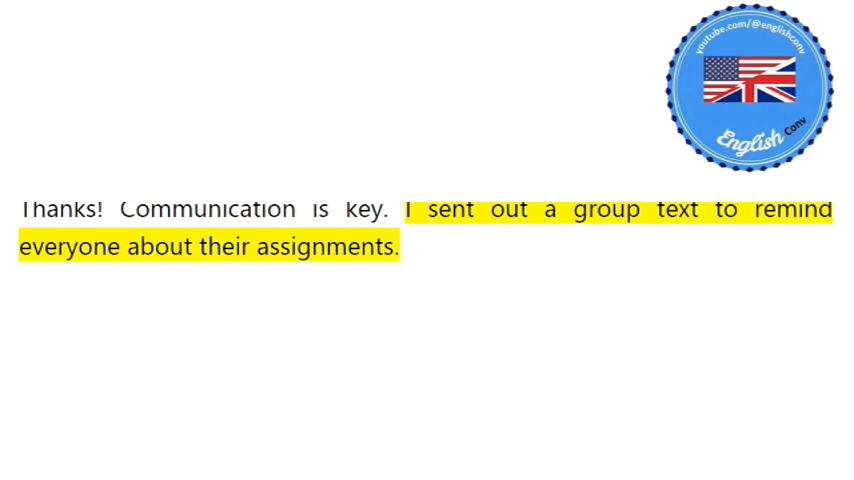 youtube.com/@englishconv
English Conv
Thanks! Communication is key. I sent out a group text to remind
everyone about their assignments.